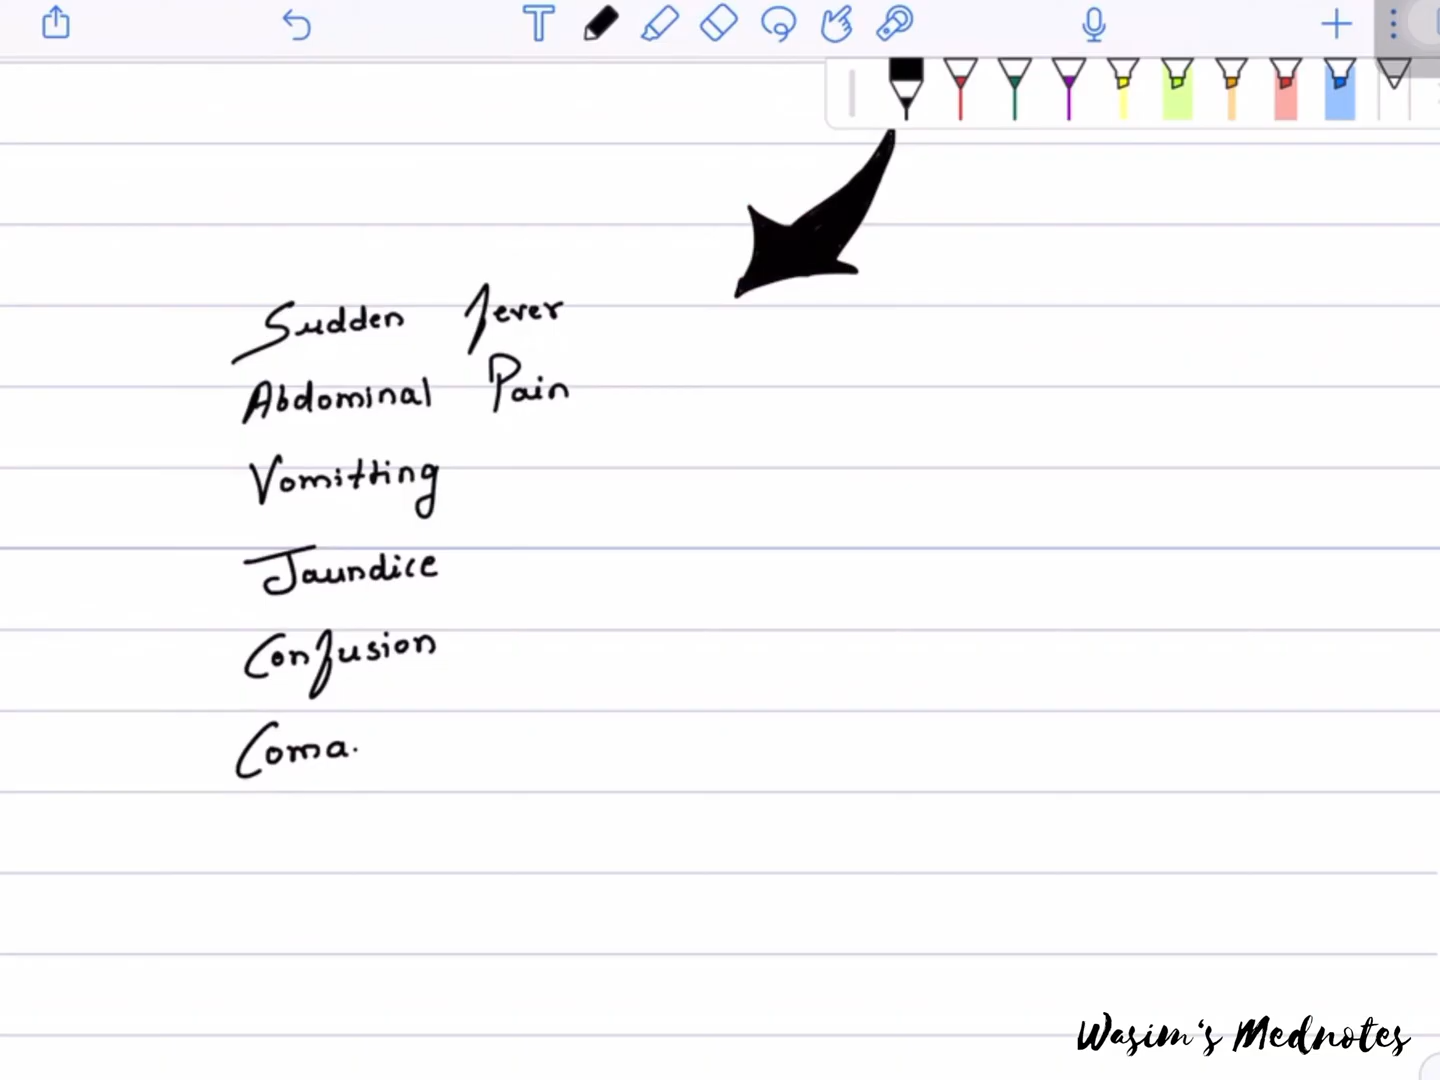 Sudden fever
Abdominal Pain
Vomitting
Jaundice
Confusion
Coma.
Wasim's Mednotes